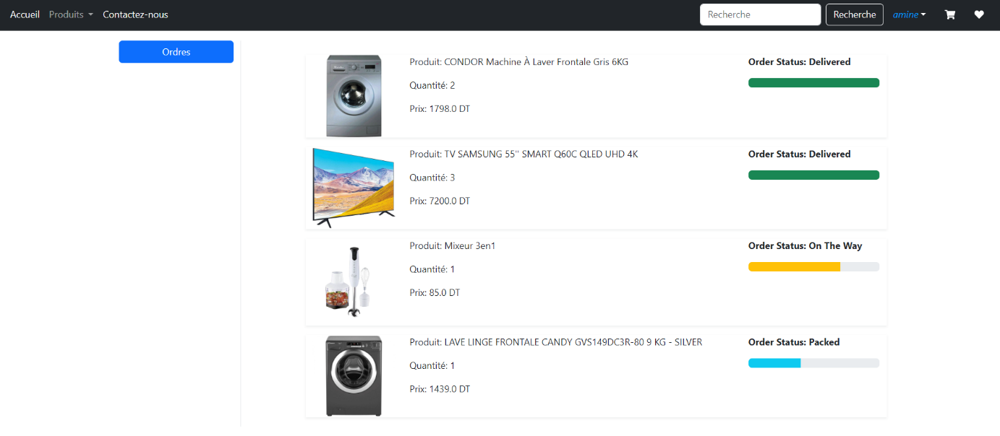 Accueil Produits Contactez-nous Recherche Recherche amine
Ordres
Produit: CONDOR Machine À Laver Frontale Gris 6KG
Quantité: 2
Prix: 1798.0 DT
Order Status: Delivered
Produit: TV SAMSUNG 55" SMART Q60C QLED UHD 4K
Quantité: 3
Prix: 7200.0 DT
Order Status: Delivered
Produit: Mixeur 3en1
Quantité: 1
Prix: 85.0 DT
Order Status: On The Way
Produit: LAVE LINGE FRONTALE CANDY GVS149DC3R-80 9 KG - SILVER
Quantité: 1
Prix: 1439.0 DT
Order Status: Packed